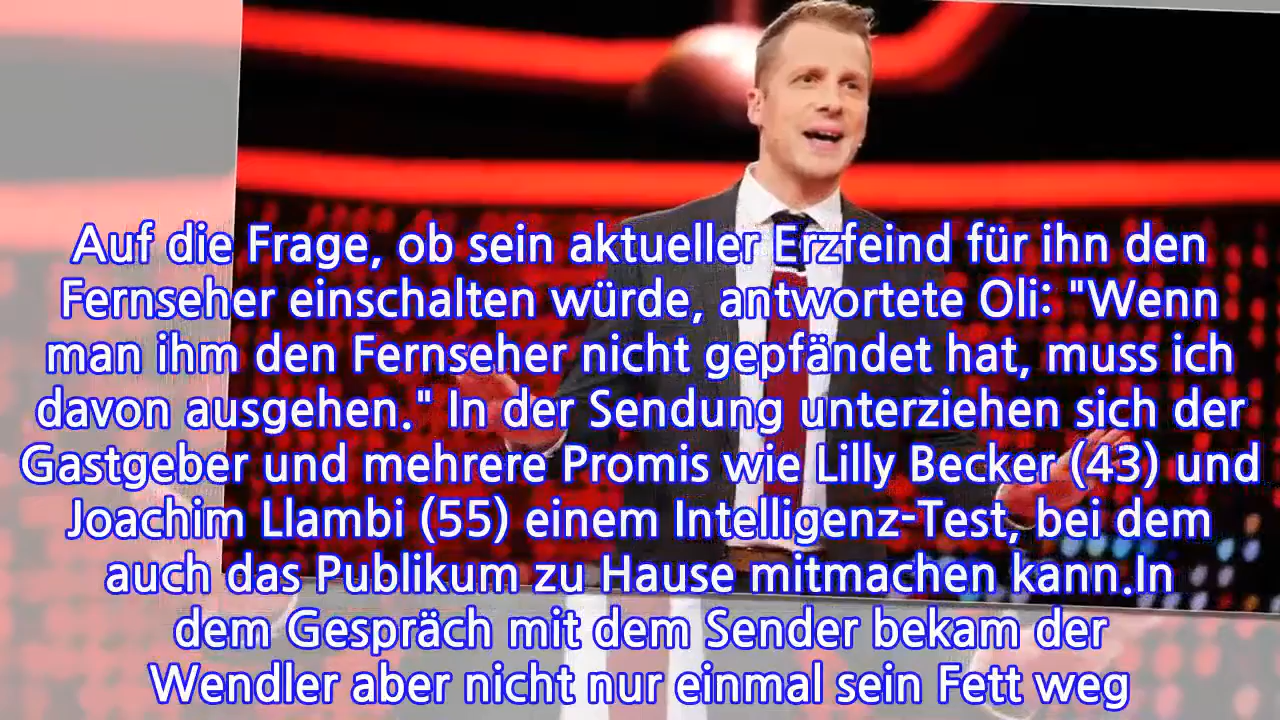 Auf die Frage, ob sein aktueller Erzfeind für ihn den
Fernseher einschalten würde, antwortete Oli: "Wenn
man ihm den Fernseher nicht gepfändet hat, muss ich
davon ausgehen." In der Sendung unterziehen sich der
Gastgeber und mehrere Promis wie Lilly Becker (43) und
Joachim Llambi (55) einem Intelligenz-Test, bei dem
auch das Publikum zu Hause mitmachen kann.In
dem Gespräch mit dem Sender bekam der
Wendler aber nicht nur einmal sein Fett weg